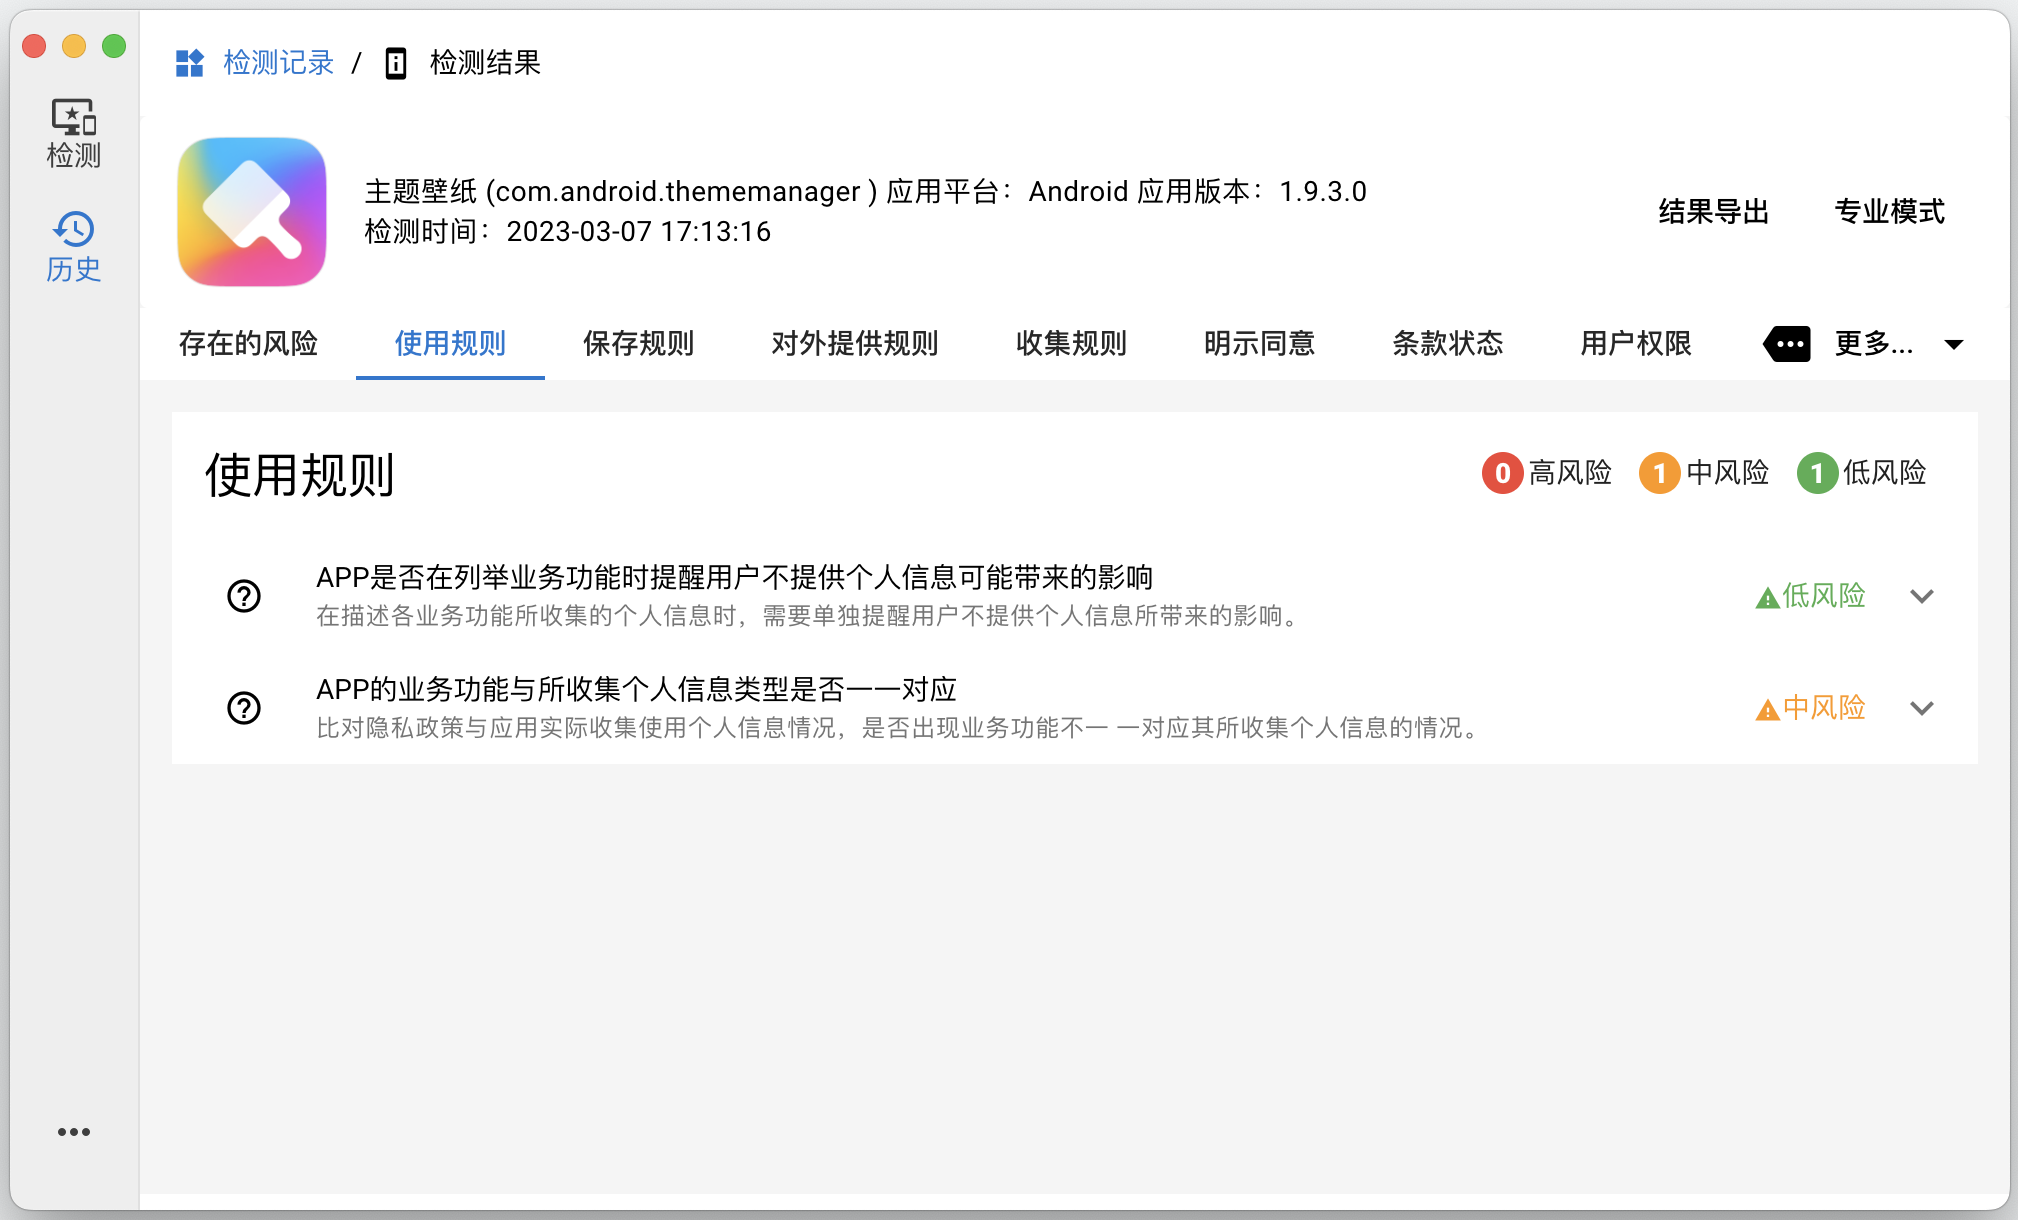 检测记录 / 检测结果
检测
历史
主题壁纸 (com.android.thememanager ) 应用平台：Android 应用版本：1.9.3.0
检测时间：2023-03-07 17:13:16
结果导出 专业模式
存在的风险 使用规则 保存规则 对外提供规则 收集规则 明示同意 条款状态 用户权限 更多...
使用规则
0 高风险 1 中风险 1 低风险
APP是否在列举业务功能时提醒用户不提供个人信息可能带来的影响
在描述各业务功能所收集的个人信息时，需要单独提醒用户不提供个人信息所带来的影响。
低风险
APP的业务功能与所收集个人信息类型是否一一对应
比对隐私政策与应用实际收集使用个人信息情况，是否出现业务功能不一 一对应其所收集个人信息的情况。
中风险